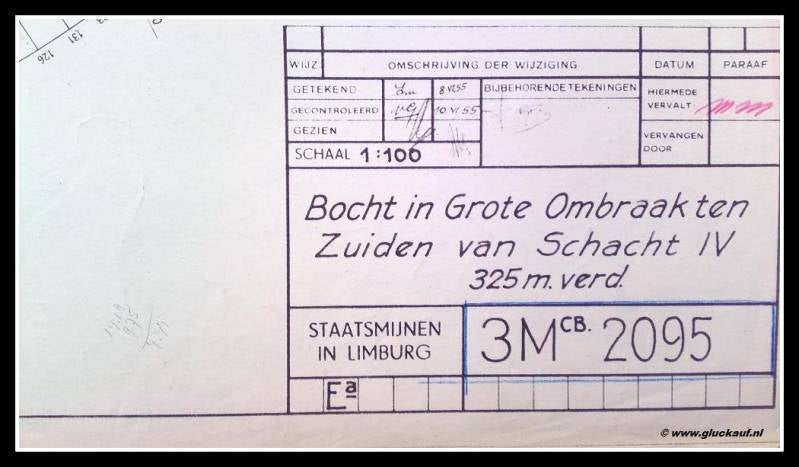 126
131
WIJZ. OMSCHRIJVING DER WIJZIGING DATUM PARAAF
GETEKEND 8 VI.55 BIJBEHORENDE TEKENINGEN HIERMEDE VERVALT
GECONTROLEERD 10 VI 55
GEZIEN VERVANGEN DOOR
SCHAAL 1:100
Bocht in Grote Ombraak ten
Zuiden van Schacht IV
325 m. verd.
STAATSMIJNEN
IN LIMBURG
3M CB. 2095
Ea
© www.gluckauf.nl